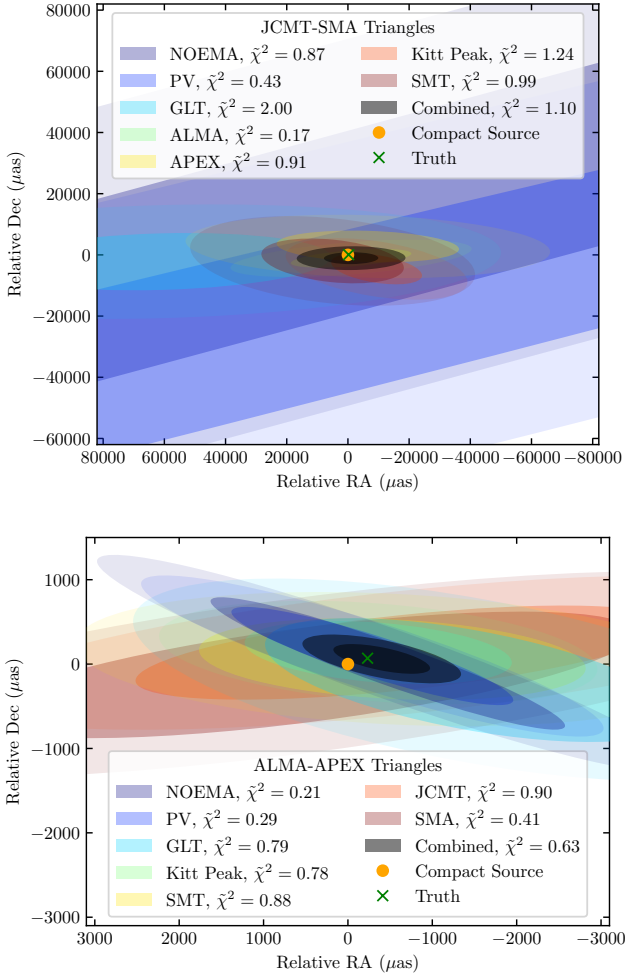 JCMT-SMA Triangles
NOEMA, χ̃² = 0.87
PV, χ̃² = 0.43
GLT, χ̃² = 2.00
ALMA, χ̃² = 0.17
APEX, χ̃² = 0.91
Kitt Peak, χ̃² = 1.24
SMT, χ̃² = 0.99
Combined, χ̃² = 1.10
Compact Source
Truth
80000
60000
40000
20000
0
−20000
−40000
−60000
Relative Dec (μas)
80000 60000 40000 20000 0 −20000 −40000 −60000 −80000
Relative RA (μas)
1000
0
−1000
−2000
−3000
Relative Dec (μas)
ALMA-APEX Triangles
NOEMA, χ̃² = 0.21
PV, χ̃² = 0.29
GLT, χ̃² = 0.79
Kitt Peak, χ̃² = 0.78
SMT, χ̃² = 0.88
JCMT, χ̃² = 0.90
SMA, χ̃² = 0.41
Combined, χ̃² = 0.63
Compact Source
Truth
3000 2000 1000 0 −1000 −2000 −3000
Relative RA (μas)